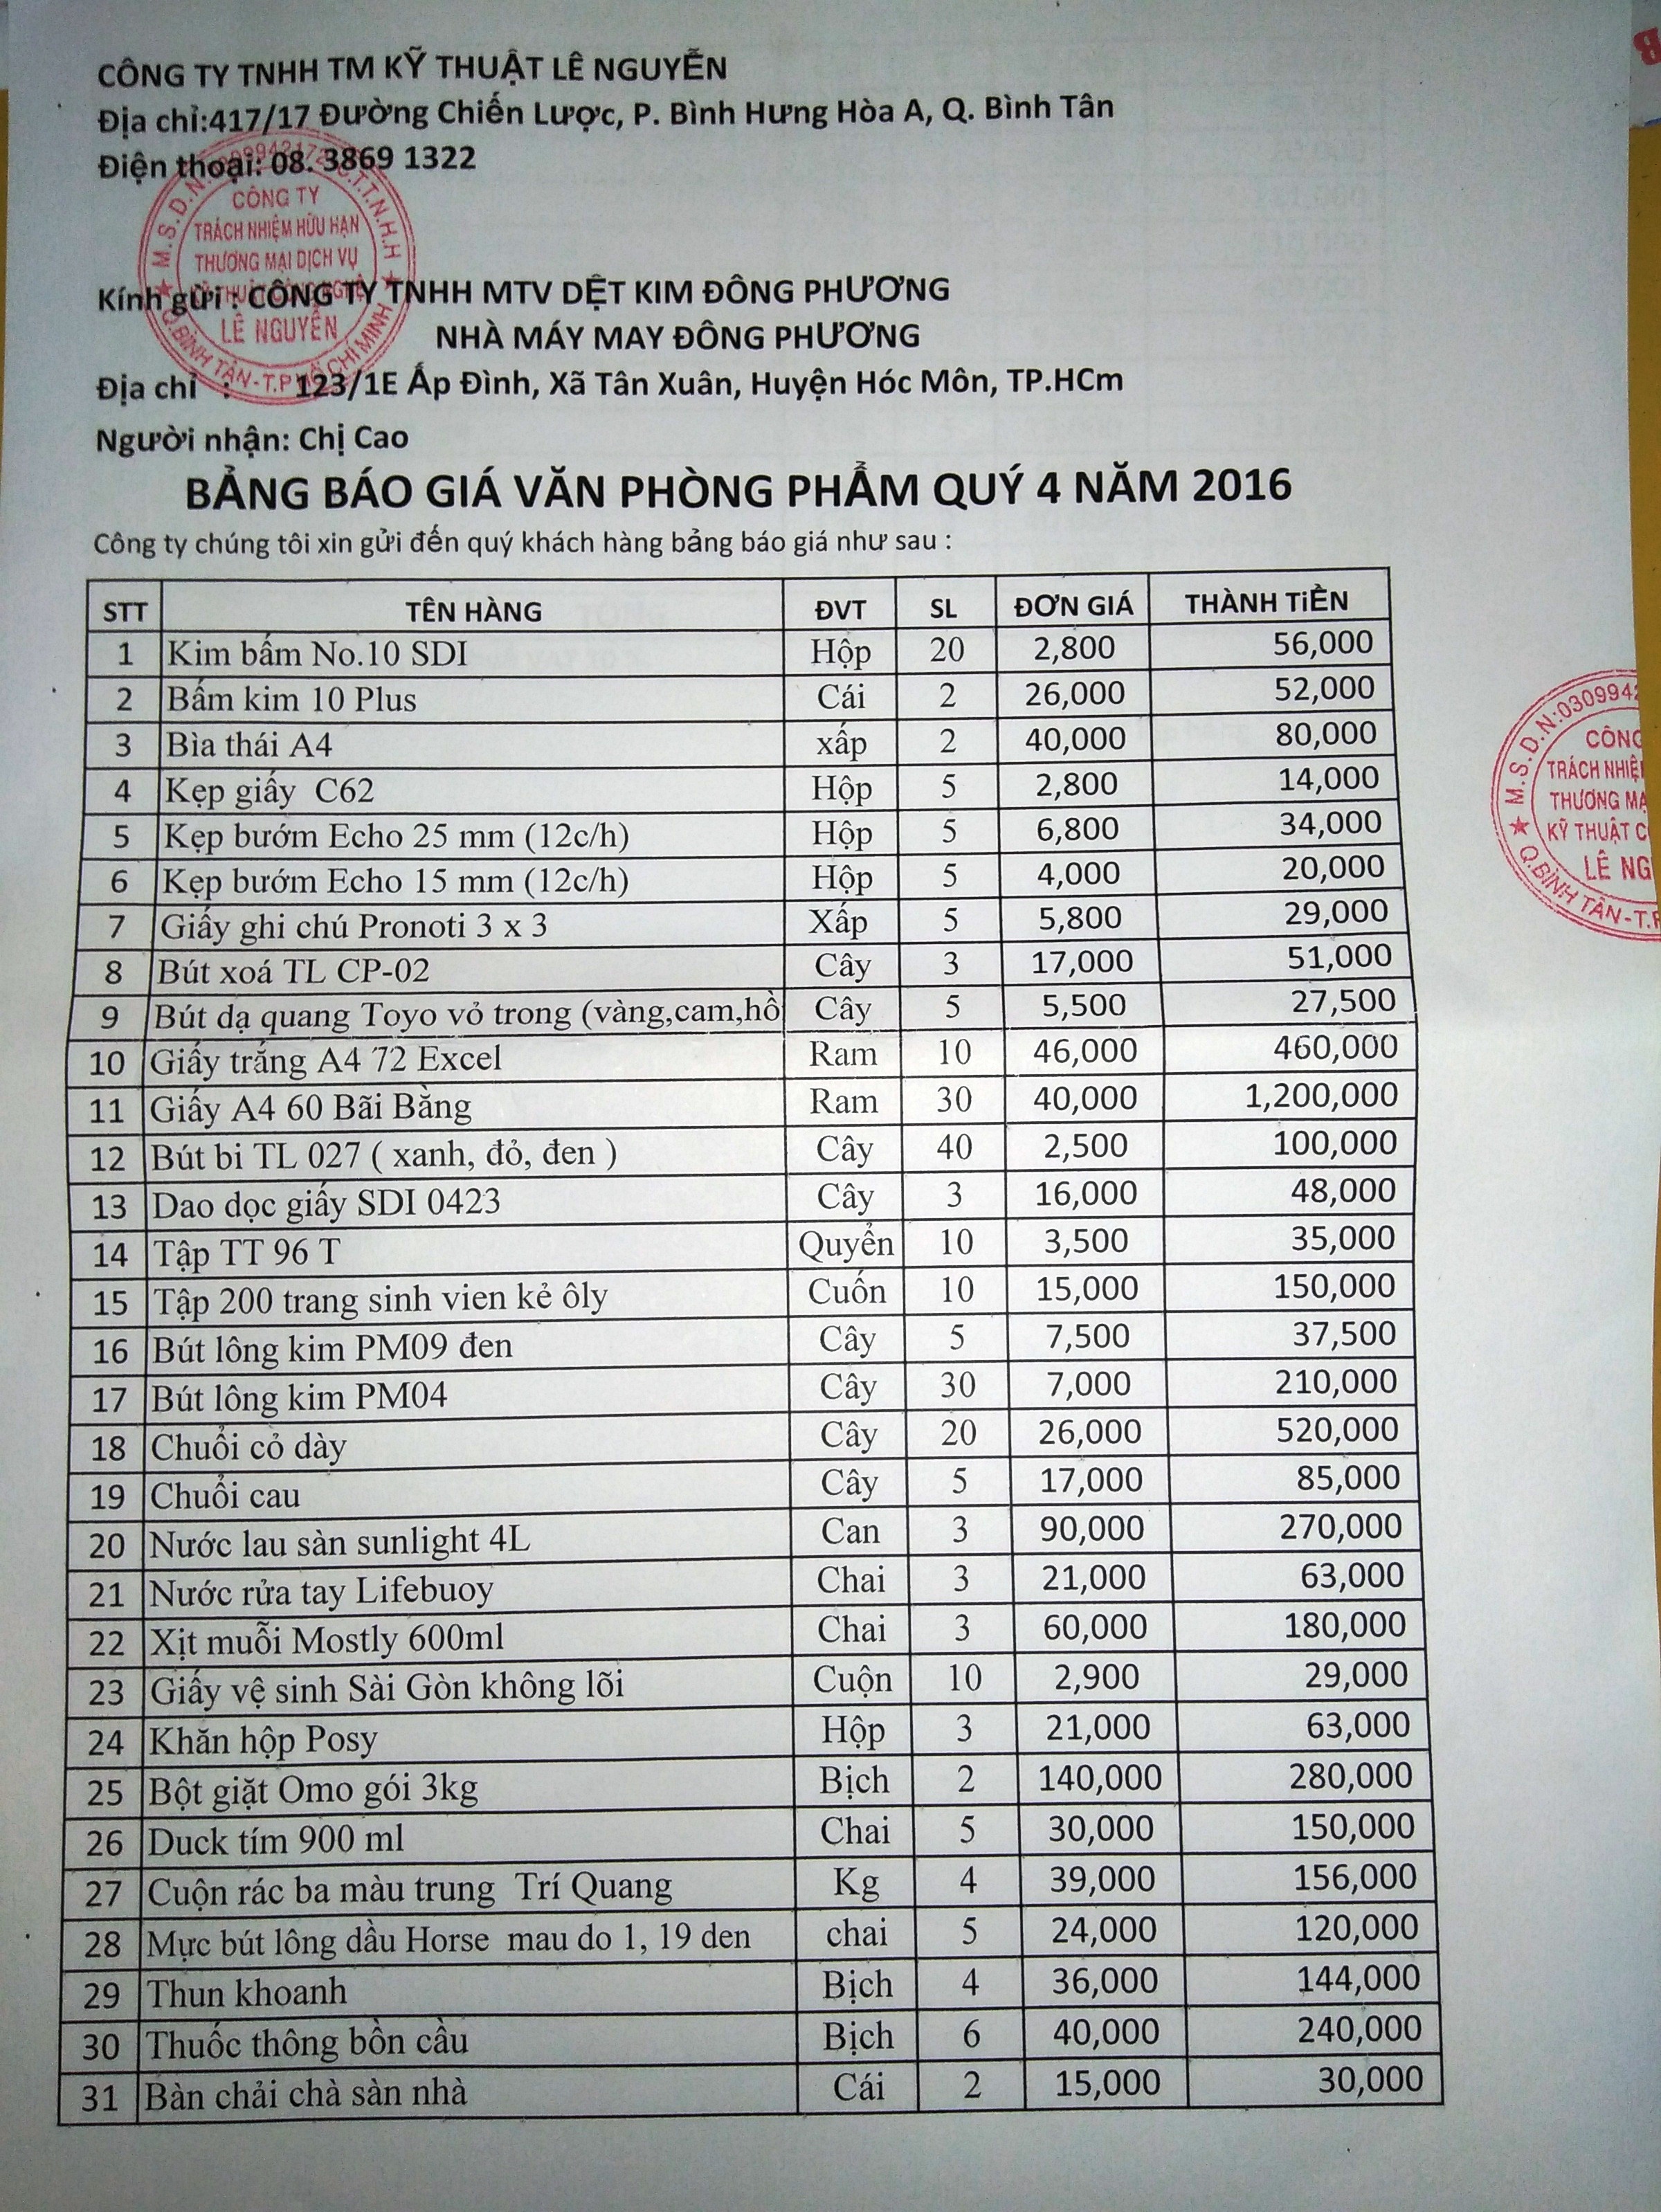 CÔNG TY TNHH TM KỸ THUẬT LÊ NGUYỄN
Địa chỉ:417/17 Đường Chiến Lược, P. Bình Hưng Hòa A, Q. Bình Tân
Điện thoại: 08. 3869 1322
CÔNG TY
TRÁCH NHIỆM HỮU HẠN
THƯƠNG MẠI DỊCH VỤ
LÊ NGUYỄN
Q.BÌNH TÂN-T.P HỒ CHÍ MINH
Kính gửi : CÔNG TY TNHH MTV DỆT KIM ĐÔNG PHƯƠNG
NHÀ MÁY MAY ĐÔNG PHƯƠNG
Địa chỉ : 123/1E Ấp Đình, Xã Tân Xuân, Huyện Hóc Môn, TP.HCm
Người nhận: Chị Cao
BẢNG BÁO GIÁ VĂN PHÒNG PHẨM QUÝ 4 NĂM 2016
Công ty chúng tôi xin gửi đến quý khách hàng bảng báo giá như sau :
STT TÊN HÀNG ĐVT SL ĐƠN GIÁ THÀNH TiỀN
1 Kim bấm No.10 SDI Hộp 20 2,800 56,000
2 Bấm kim 10 Plus Cái 2 26,000 52,000
3 Bìa thái A4 xấp 2 40,000 80,000
4 Kẹp giấy C62 Hộp 5 2,800 14,000
5 Kẹp bướm Echo 25 mm (12c/h) Hộp 5 6,800 34,000
6 Kẹp bướm Echo 15 mm (12c/h) Hộp 5 4,000 20,000
7 Giấy ghi chú Pronoti 3 x 3 Xấp 5 5,800 29,000
8 Bút xoá TL CP-02 Cây 3 17,000 51,000
9 Bút dạ quang Toyo vỏ trong (vàng,cam,hồ Cây 5 5,500 27,500
10 Giấy trắng A4 72 Excel Ram 10 46,000 460,000
11 Giấy A4 60 Bãi Bằng Ram 30 40,000 1,200,000
12 Bút bi TL 027 ( xanh, đỏ, đen ) Cây 40 2,500 100,000
13 Dao dọc giấy SDI 0423 Cây 3 16,000 48,000
14 Tập TT 96 T Quyển 10 3,500 35,000
15 Tập 200 trang sinh vien kẻ ôly Cuốn 10 15,000 150,000
16 Bút lông kim PM09 đen Cây 5 7,500 37,500
17 Bút lông kim PM04 Cây 30 7,000 210,000
18 Chuổi cỏ dày Cây 20 26,000 520,000
19 Chuổi cau Cây 5 17,000 85,000
20 Nước lau sàn sunlight 4L Can 3 90,000 270,000
21 Nước rửa tay Lifebuoy Chai 3 21,000 63,000
22 Xịt muỗi Mostly 600ml Chai 3 60,000 180,000
23 Giấy vệ sinh Sài Gòn không lõi Cuộn 10 2,900 29,000
24 Khăn hộp Posy Hộp 3 21,000 63,000
25 Bột giặt Omo gói 3kg Bịch 2 140,000 280,000
26 Duck tím 900 ml Chai 5 30,000 150,000
27 Cuộn rác ba màu trung Trí Quang Kg 4 39,000 156,000
28 Mực bút lông dầu Horse mau do 1, 19 den chai 5 24,000 120,000
29 Thun khoanh Bịch 4 36,000 144,000
30 Thuốc thông bồn cầu Bịch 6 40,000 240,000
31 Bàn chải chà sàn nhà Cái 2 15,000 30,000
M.S.D.N:030994
CÔNG
TRÁCH NHIỆ
THƯƠNG MẠ
KỸ THUẬT C
LÊ NG
Q.BÌNH TÂN-T.P